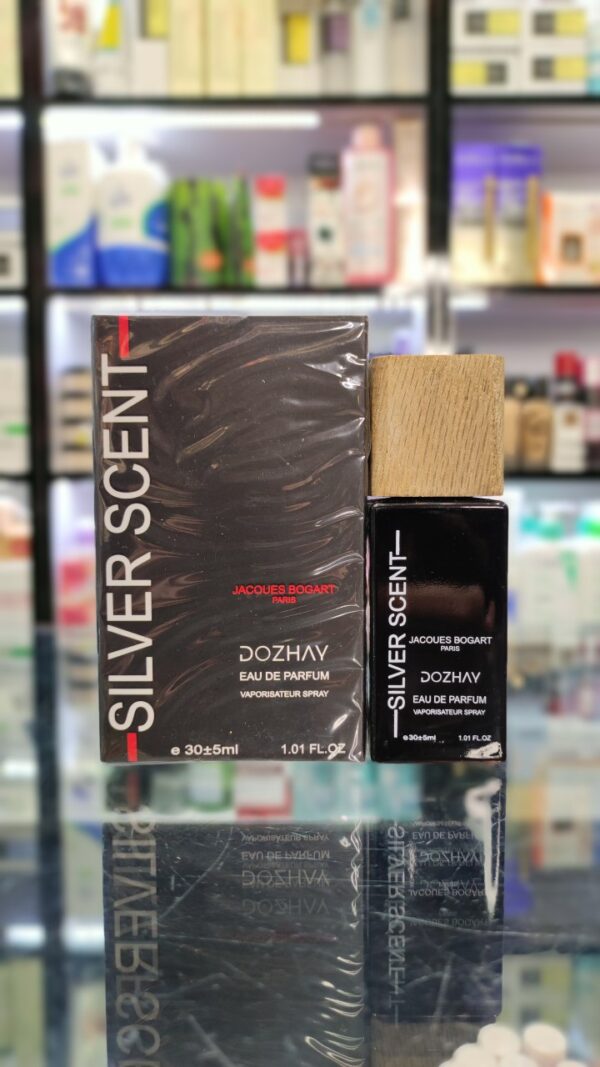 SILVER SCENT
JACQUES BOGART
PARIS
DOZHAY
EAU DE PARFUM
VAPORISATEUR SPRAY
e 30±5ml 1.01 FL.OZ
SILVER SCENT
JACQUES BOGART
PARIS
DOZHAY
EAU DE PARFUM
VAPORISATEUR SPRAY
e 30±5ml 1.01 FL.OZ